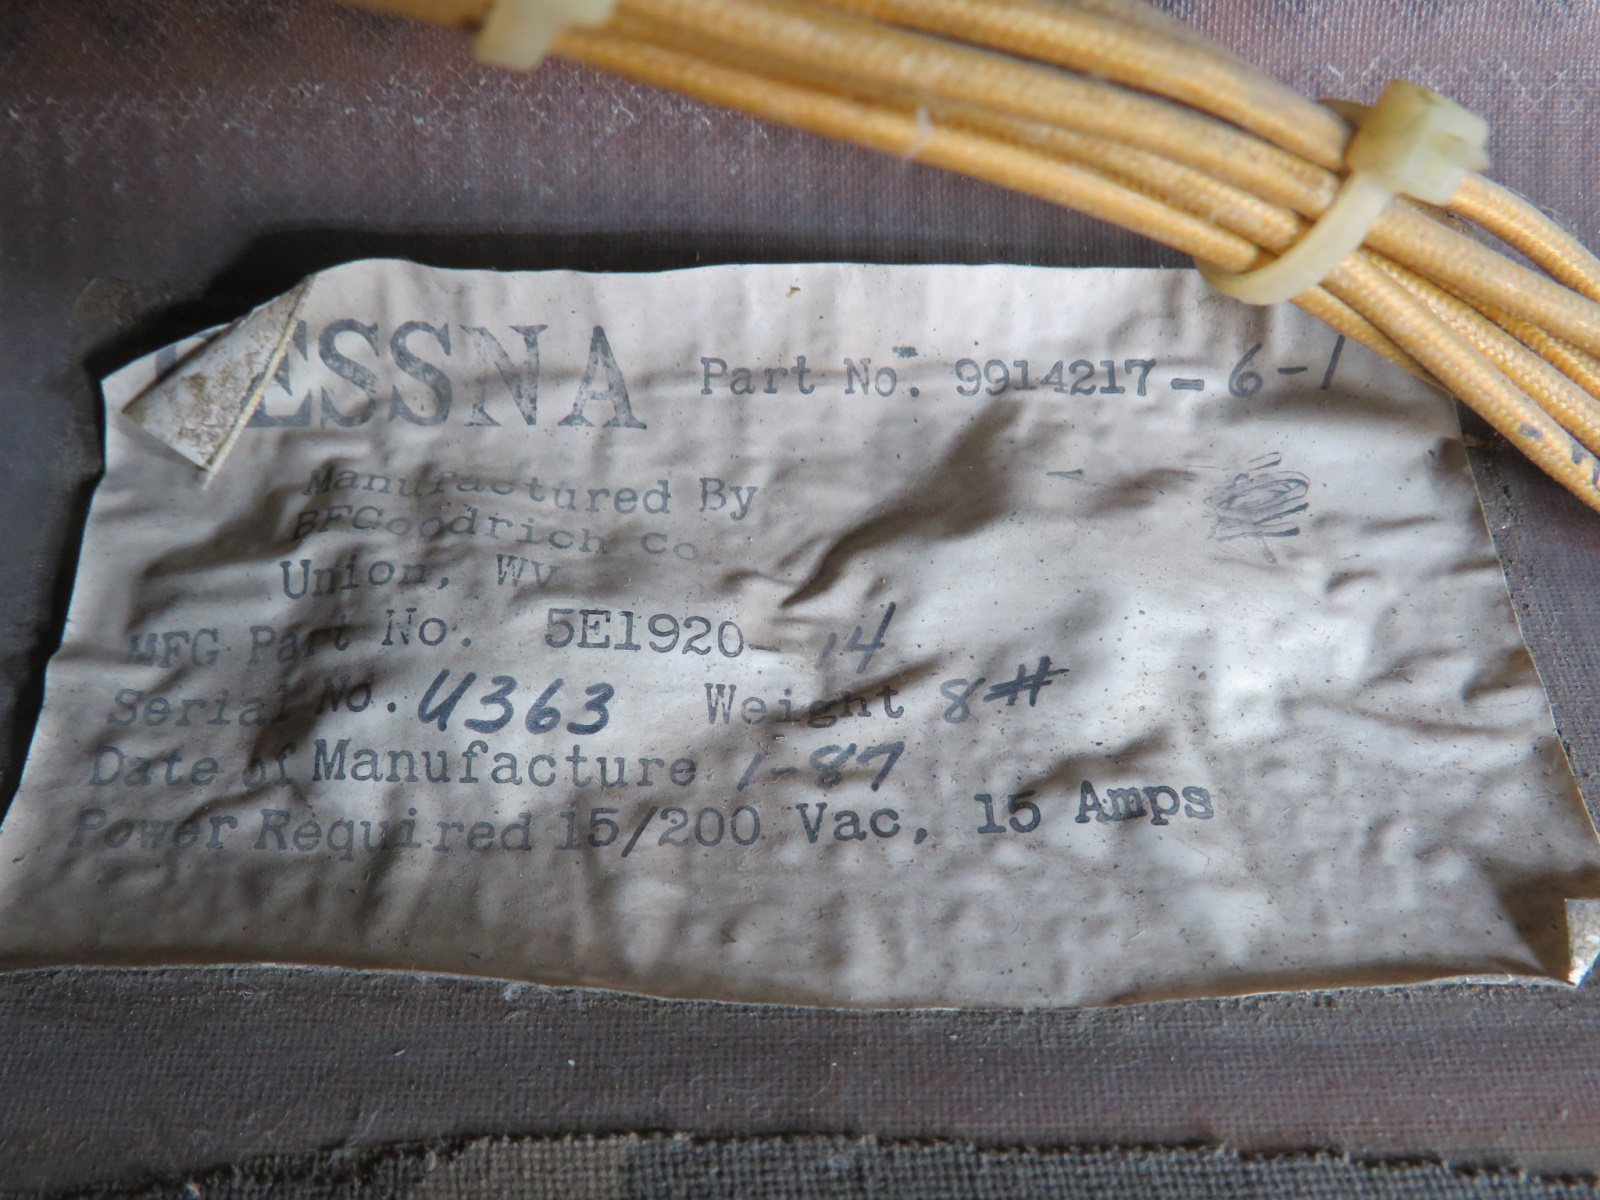 CESSNA Part No. 9914217-6-1
Manufactured By
BFGoodrich Co.
Union, WV
MFG Part No. 5E1920-14
Serial No. U363 Weight 8#
Date of Manufacture 1-87
Power Required 15/200 Vac, 15 Amps